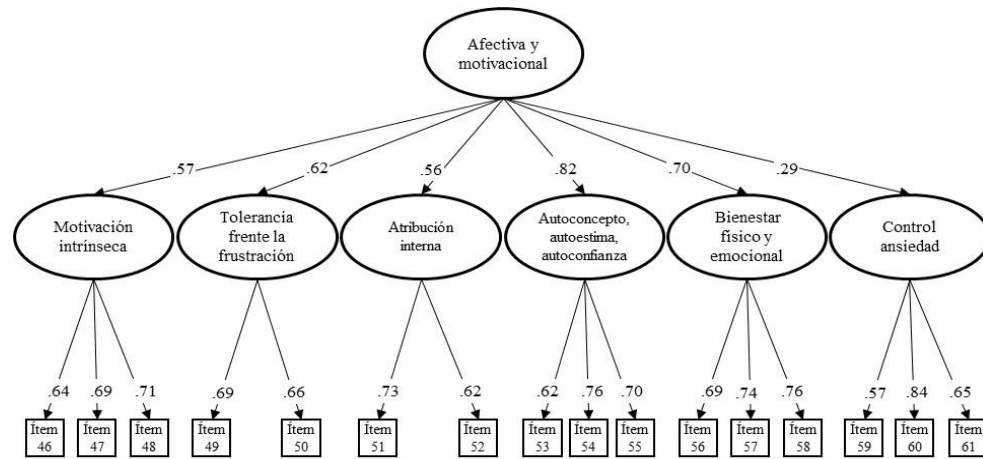 Afectiva y
motivacional
.57
.62
.56
.82
.70
.29
Motivación
intrínseca
Tolerancia
frente la
frustración
Atribución
interna
Autoconcepto,
autoestima,
autoconfianza
Bienestar
físico y
emocional
Control
ansiedad
.64
.69
.71
.69
.66
.73
.62
.62
.76
.70
.69
.74
.76
.57
.84
.65
Ítem
46
Ítem
47
Ítem
48
Ítem
49
Ítem
50
Ítem
51
Ítem
52
Ítem
53
Ítem
54
Ítem
55
Ítem
56
Ítem
57
Ítem
58
Ítem
59
Ítem
60
Ítem
61